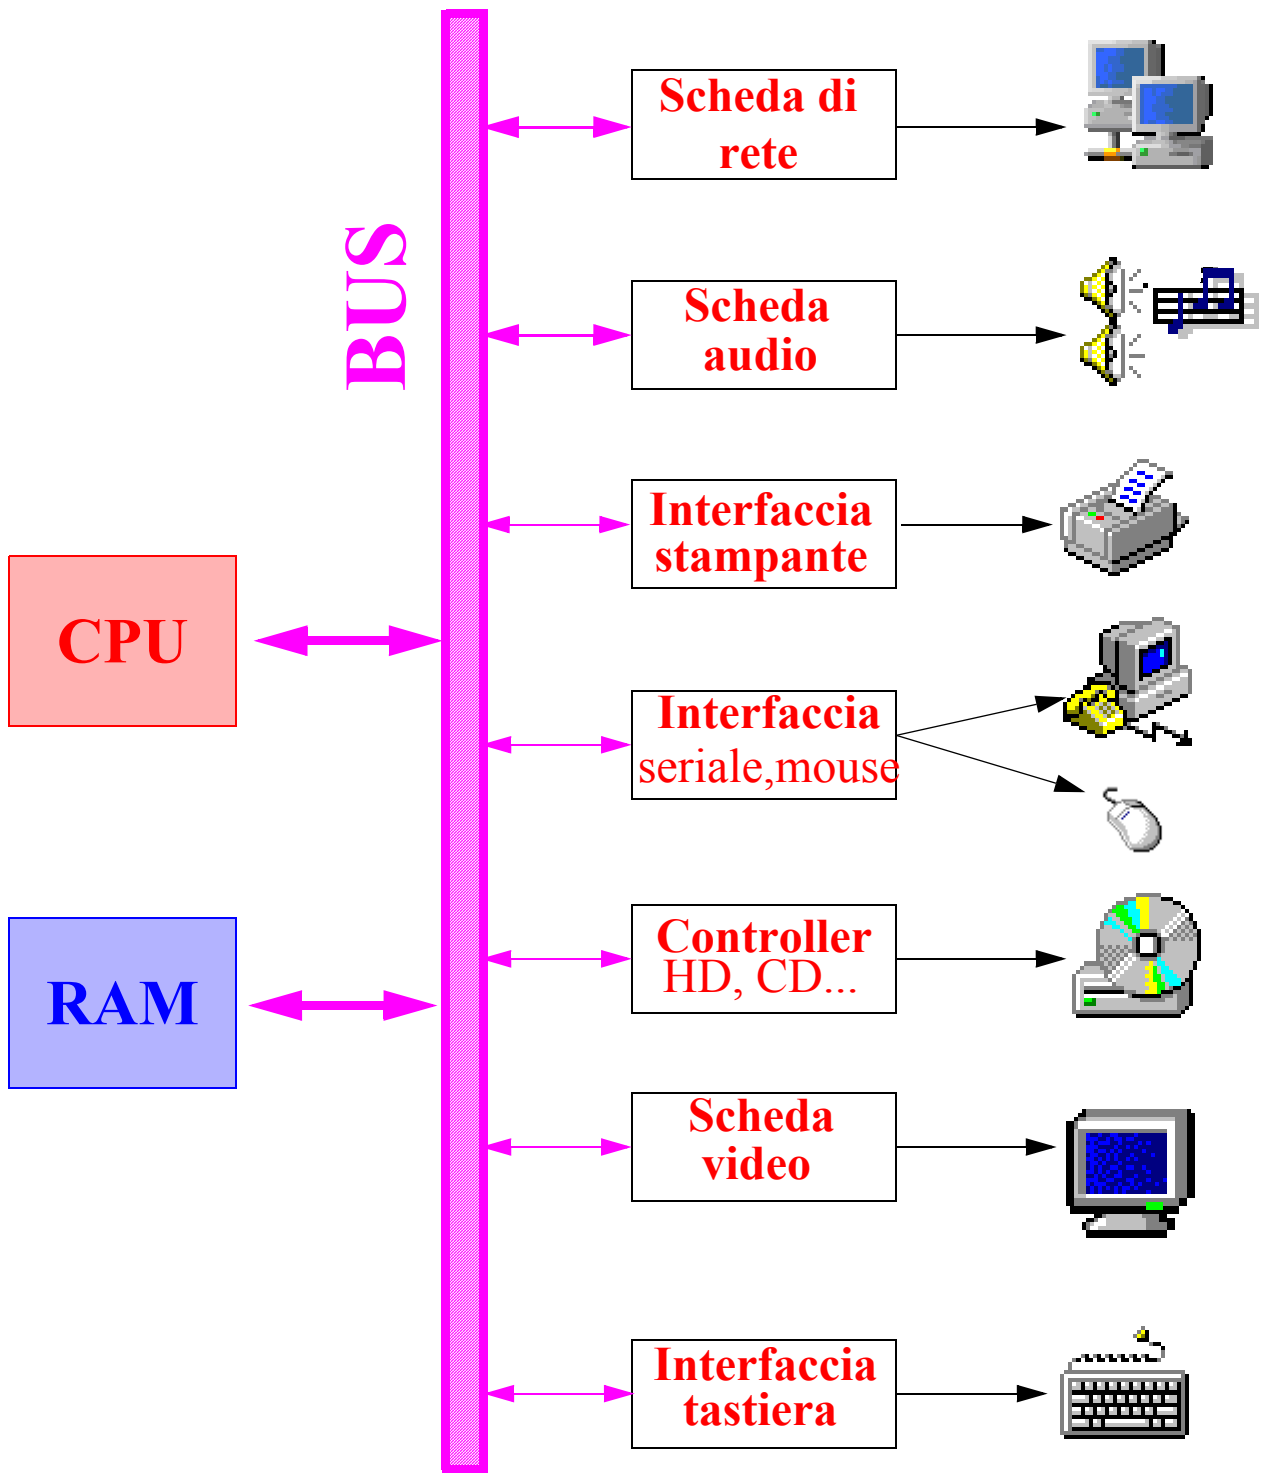 Scheda di
rete
BUS
Scheda
audio
Interfaccia
stampante
CPU
Interfaccia
seriale,mouse
RAM
Controller
HD, CD...
Scheda
video
Interfaccia
tastiera